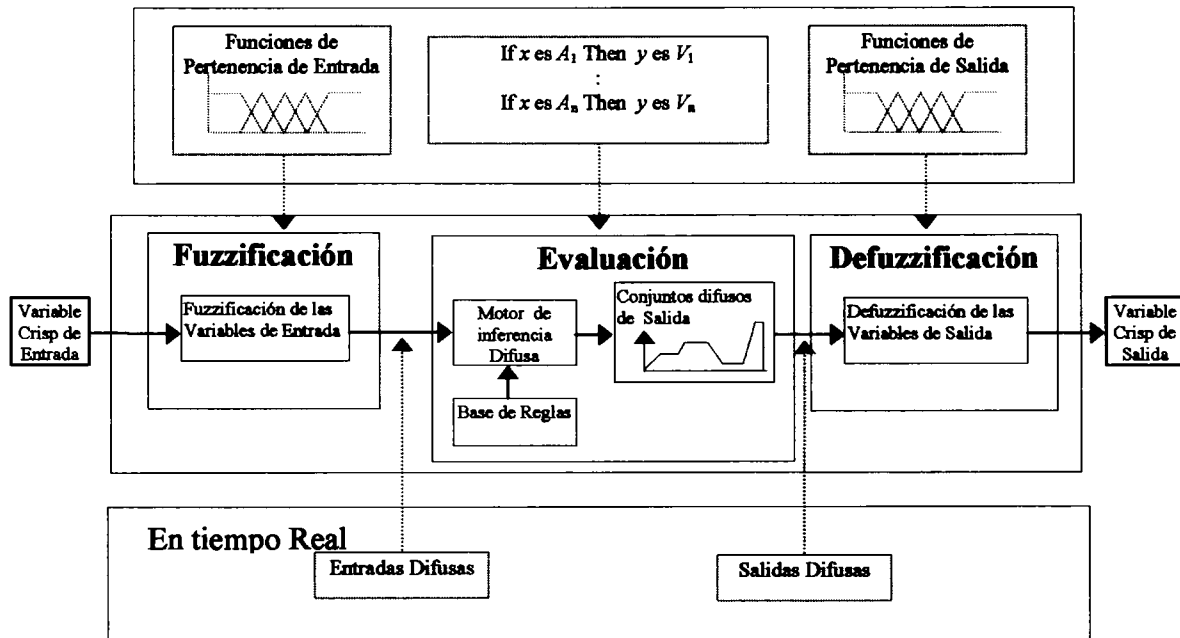 Funciones de
Pertenencia de Entrada
If x es A₁ Then y es V₁
⋮
If x es Aₙ Then y es Vₙ
Funciones de
Pertenencia de Salida
Fuzzificación
Evaluación
Defuzzificación
Variable
Crisp de
Entrada
Fuzzificación de las
Variables de Entrada
Motor de
inferencia
Difusa
Conjuntos difusos
de Salida
Defuzzificación de las
Variables de Salida
Variable
Crisp de
Salida
Base de Reglas
En tiempo Real
Entradas Difusas
Salidas Difusas